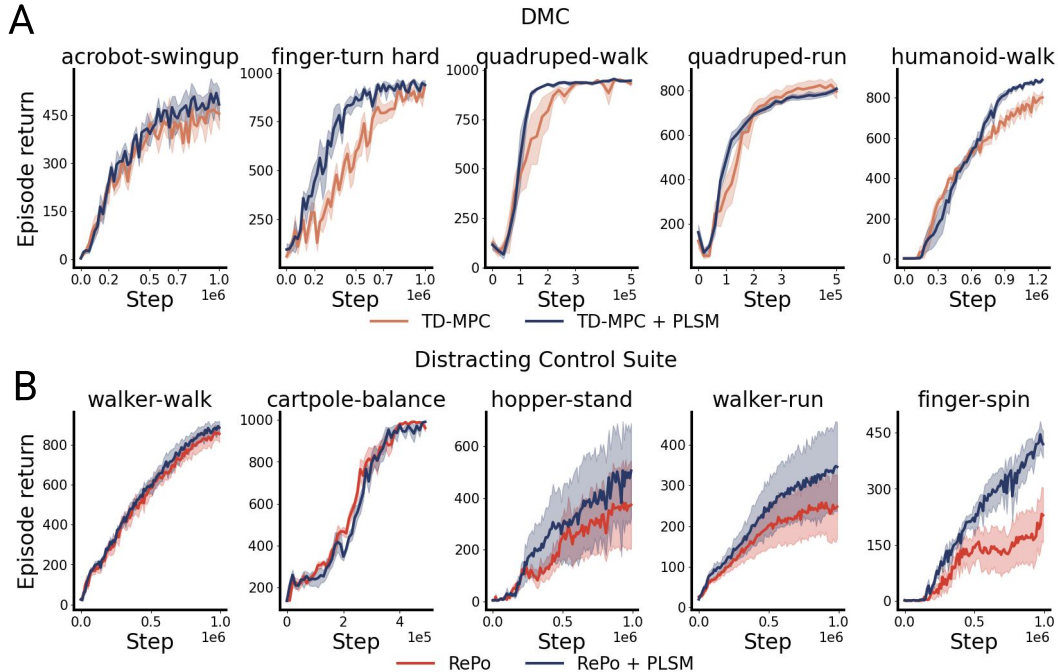 A
DMC
acrobot-swingup finger-turn hard quadruped-walk quadruped-run humanoid-walk
Episode return
450
300
150
0
0.0 0.2 0.5 0.7 1.0
1e6
Step
1000
750
500
250
0.0 0.2 0.5 0.7 1.0
1e6
Step
1000
750
500
250
0
0 1 2 3 5
1e5
Step
800
600
400
200
0 1 2 3 5
1e5
Step
800
600
400
200
0
0.0 0.3 0.6 0.9 1.2
1e6
Step
TD-MPC TD-MPC + PLSM
Distracting Control Suite
B
walker-walk cartpole-balance hopper-stand walker-run finger-spin
Episode return
800
600
400
200
0
0.0 0.5 1.0
1e6
Step
1000
800
600
400
200
0 2 4
1e5
Step
600
400
200
0
0.0 0.5 1.0
1e6
Step
400
300
200
100
0
0.0 0.5 1.0
1e6
Step
450
300
150
0
0.0 0.5 1.0
1e6
Step
RePo RePo + PLSM